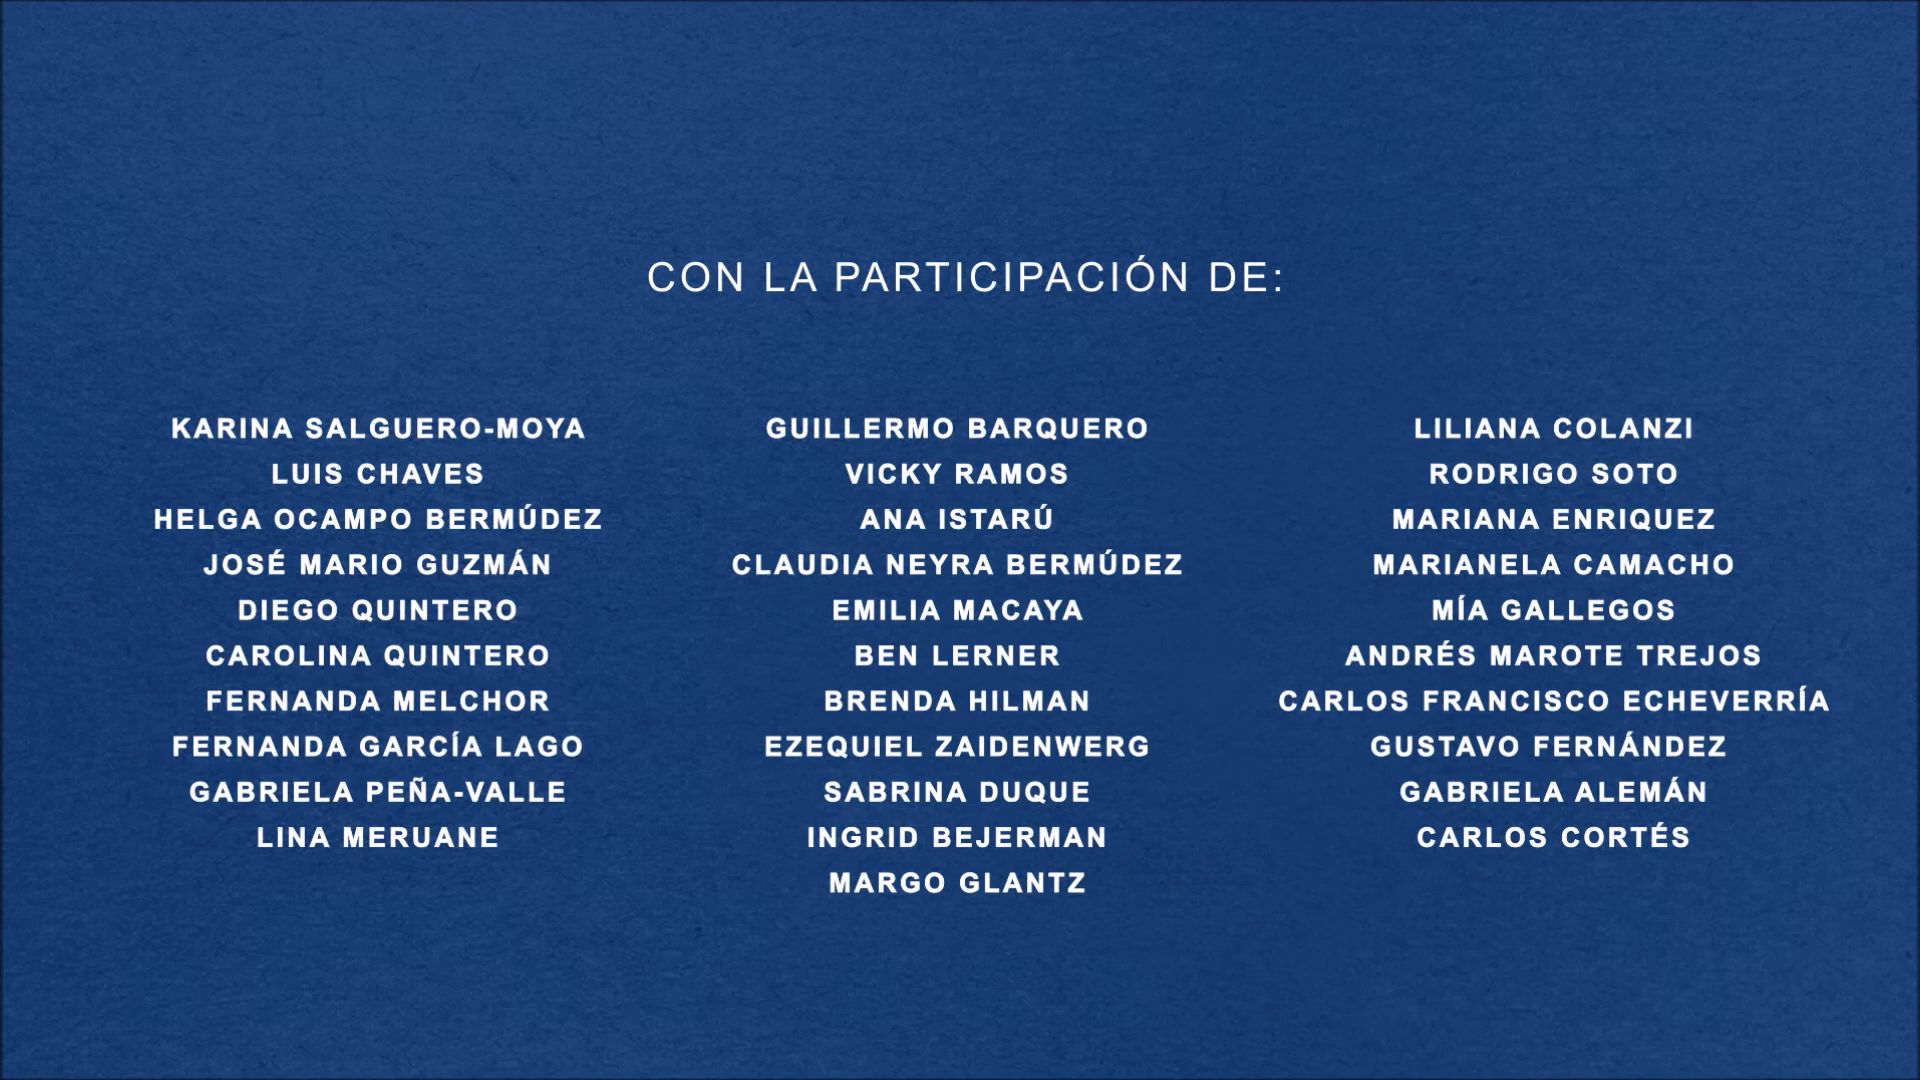 CON LA PARTICIPACIÓN DE:
KARINA SALGUERO-MOYA
LUIS CHAVES
HELGA OCAMPO BERMÚDEZ
JOSÉ MARIO GUZMÁN
DIEGO QUINTERO
CAROLINA QUINTERO
FERNANDA MELCHOR
FERNANDA GARCÍA LAGO
GABRIELA PEÑA-VALLE
LINA MERUANE
GUILLERMO BARQUERO
VICKY RAMOS
ANA ISTARÚ
CLAUDIA NEYRA BERMÚDEZ
EMILIA MACAYA
BEN LERNER
BRENDA HILMAN
EZEQUIEL ZAIDENWERG
SABRINA DUQUE
INGRID BEJERMAN
MARGO GLANTZ
LILIANA COLANZI
RODRIGO SOTO
MARIANA ENRIQUEZ
MARIANELA CAMACHO
MÍA GALLEGOS
ANDRÉS MAROTE TREJOS
CARLOS FRANCISCO ECHEVERRÍA
GUSTAVO FERNÁNDEZ
GABRIELA ALEMÁN
CARLOS CORTÉS